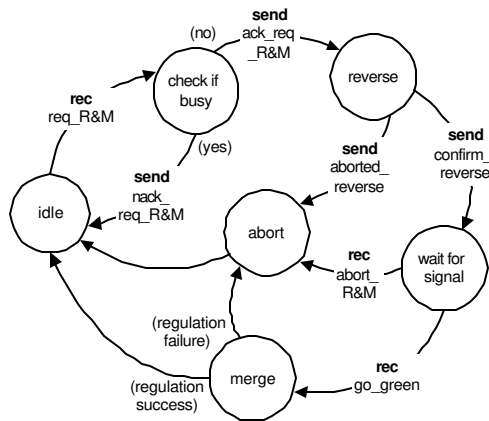 (no)
send
ack_req
_R&M
check if
busy
reverse
rec
req_R&M
(yes)
send
nack_
req_R&M
send
aborted_
reverse
send
confirm_
reverse
idle
abort
wait for
signal
rec
abort_
R&M
(regulation
failure)
(regulation
success)
merge
rec
go_green